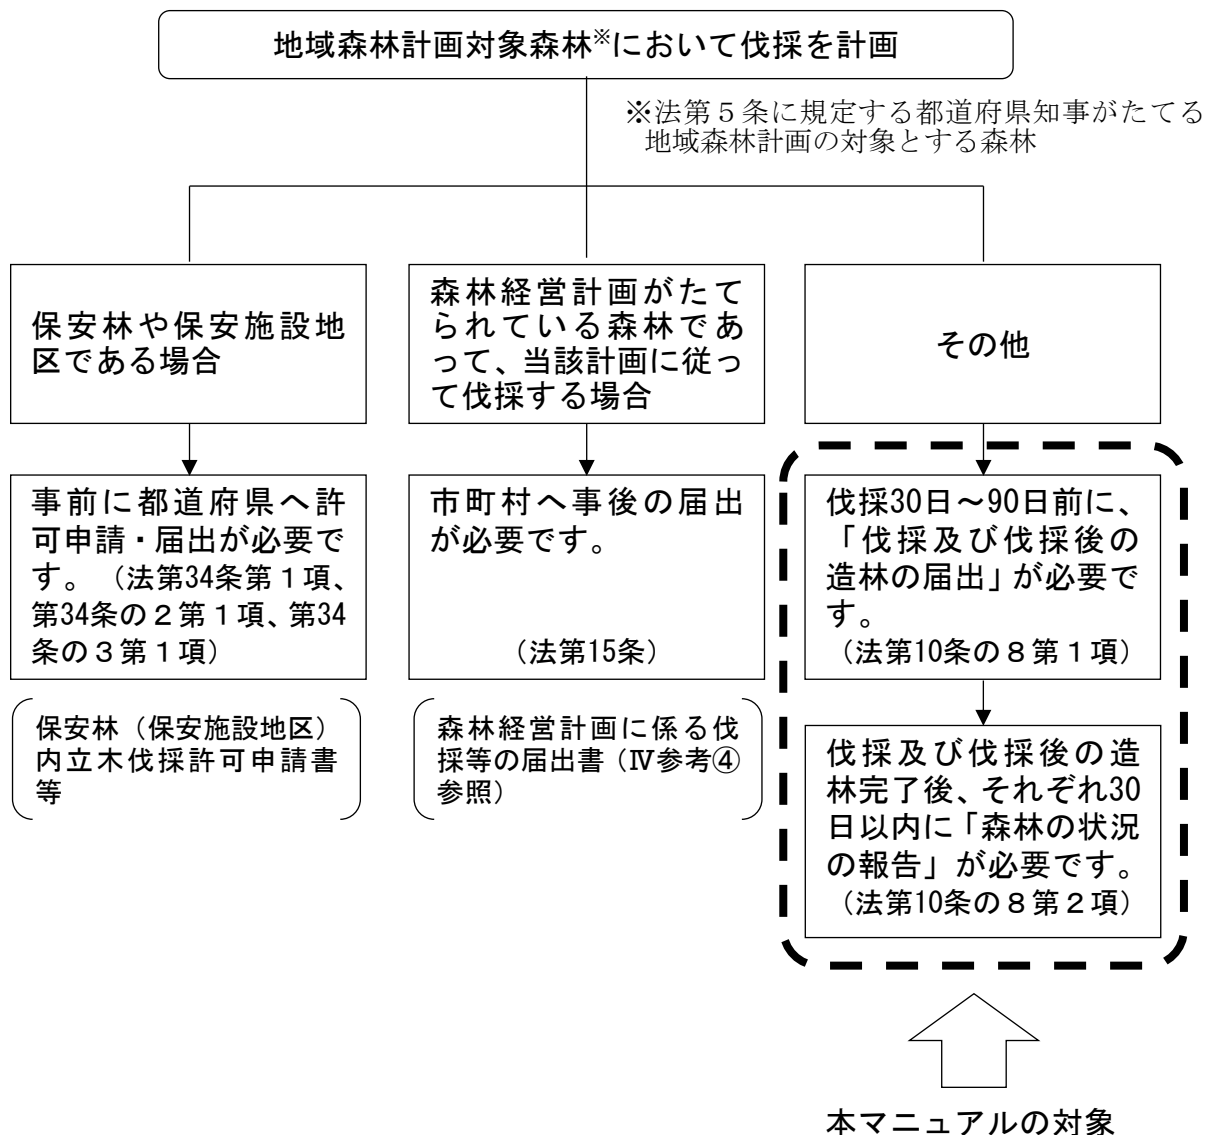 地域森林計画対象森林※において伐採を計画
※法第５条に規定する都道府県知事がたてる
地域森林計画の対象とする森林
保安林や保安施設地
区である場合
森林経営計画がたて
られている森林であ
って、当該計画に従っ
て伐採する場合
その他
事前に都道府県へ許
可申請・届出が必要で
す。（法第34条第１項、
第34条の２第１項、第34
条の３第１項）
保安林（保安施設地区）
内立木伐採許可申請書
等
市町村へ事後の届出
が必要です。
（法第15条）
森林経営計画に係る伐
採等の届出書（Ⅳ参考④
参照）
伐採30日～90日前に、
「伐採及び伐採後の
造林の届出」が必要で
す。
（法第10条の８第１項）
伐採及び伐採後の造
林完了後、それぞれ30
日以内に「森林の状況
の報告」が必要です。
（法第10条の８第２項）
本マニュアルの対象